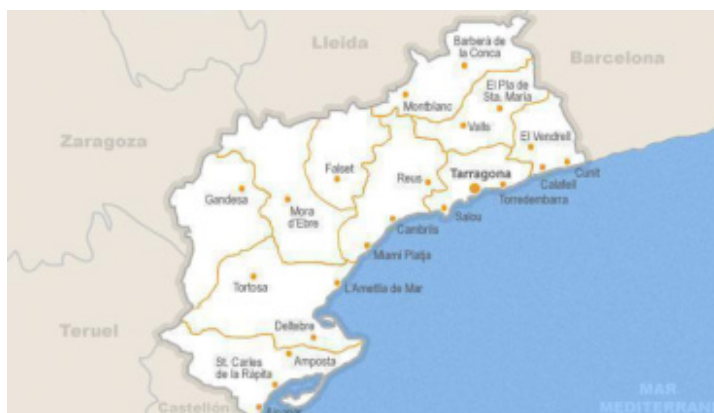 Lleida
Barcelona
Barberà de
la Conca
El Pla de
Sta. Maria
Montblanc
Valls
El Vendrell
Zaragoza
Falset
Reus
Tarragona
Cunit
Calafell
Gandesa
Mora
d'Ebre
Torredembarra
Salou
Cambrils
Miami Platja
Tortosa
L'Ametlla de Mar
Teruel
Deltebre
St. Carles
de la Ràpita
Amposta
MAR
MEDITERRAN
Castellón